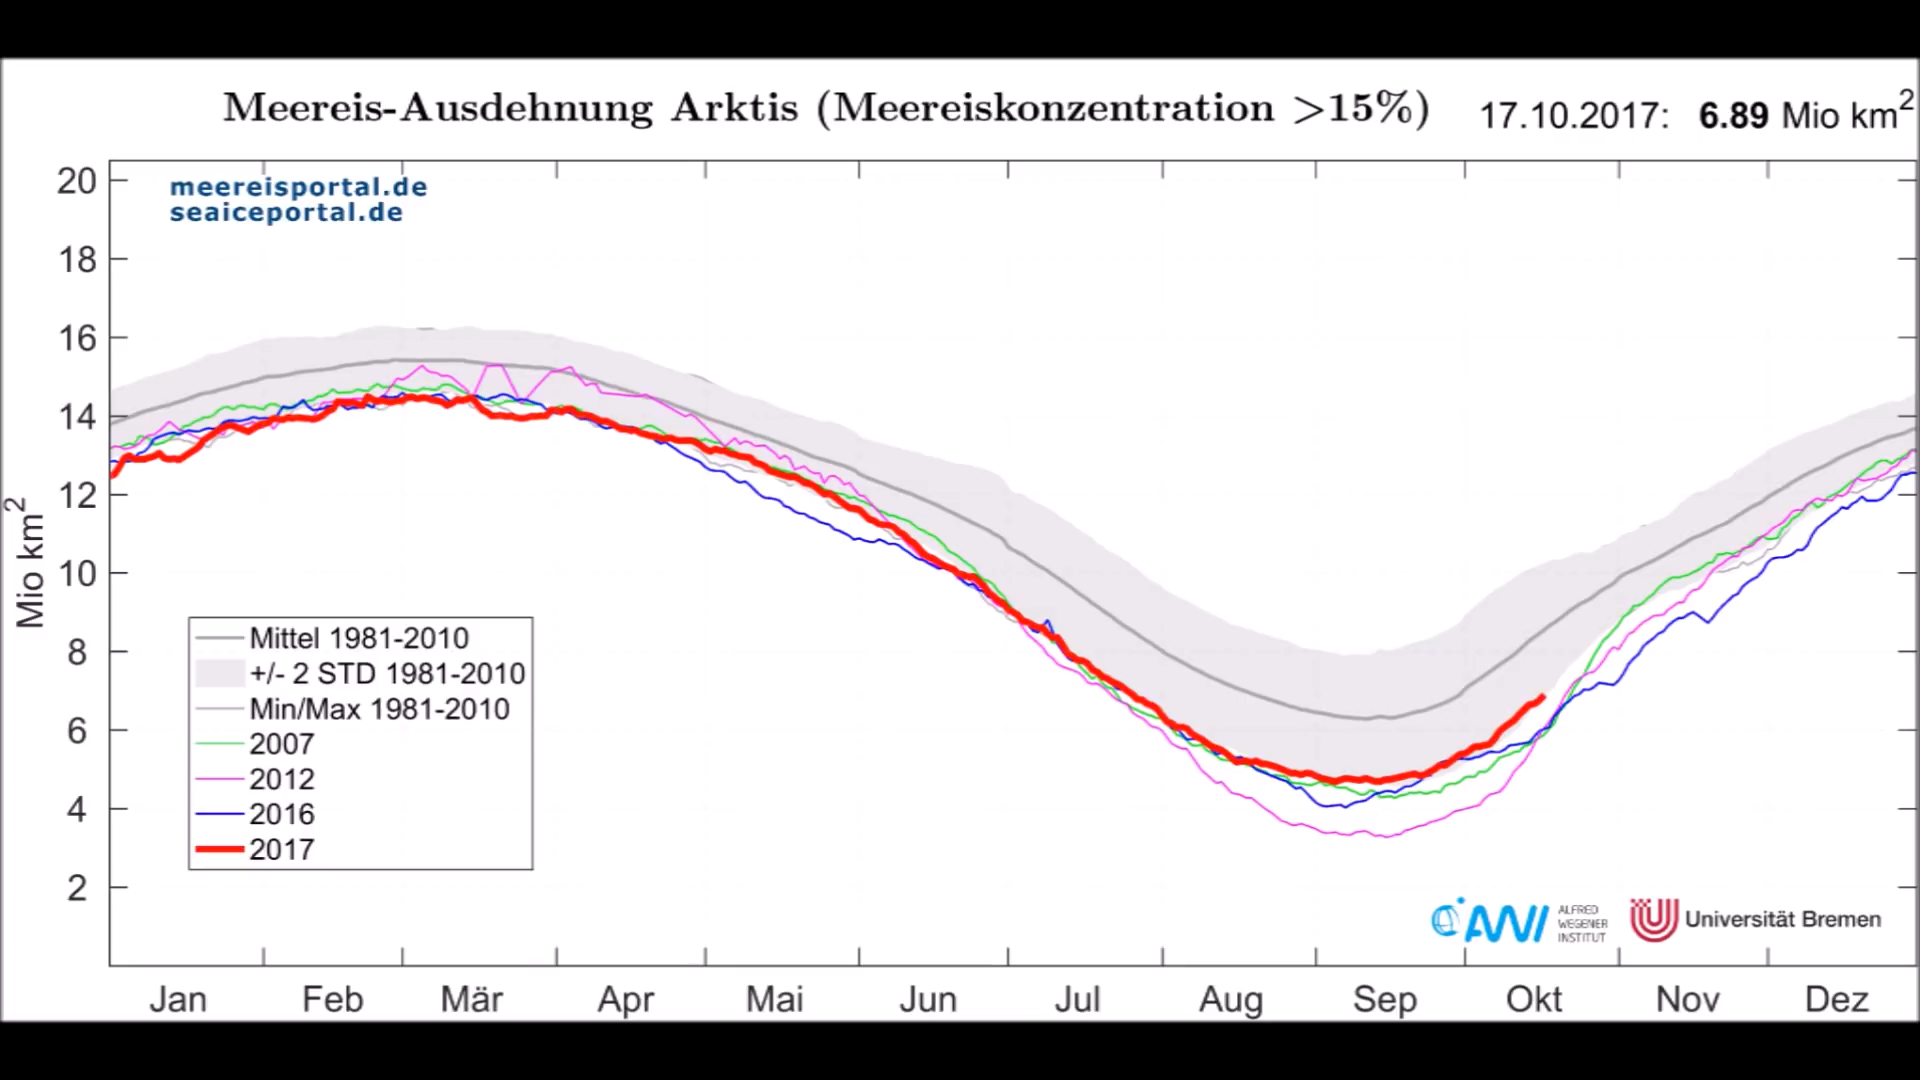 Meereis-Ausdehnung Arktis (Meereiskonzentration >15%) 17.10.2017: 6.89 Mio km²
meereisportal.de
seaiceportal.de
20
18
16
14
12
10
8
6
4
2
Mio km²
Mittel 1981-2010
+/- 2 STD 1981-2010
Min/Max 1981-2010
2007
2012
2016
2017
AWI
ALFRED
WEGENER
INSTITUT
Universität Bremen
Jan Feb Mär Apr Mai Jun Jul Aug Sep Okt Nov Dez